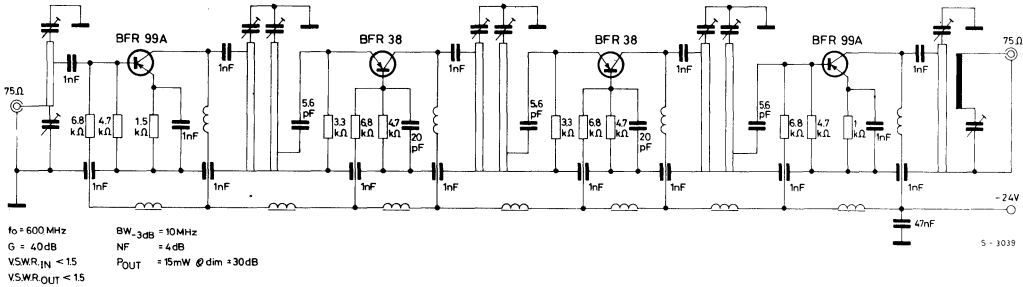 BFR 99A
BFR 38
BFR 38
BFR 99A
75Ω
1nF
6.8 kΩ
4.7 kΩ
1.5 kΩ
1nF
1nF
5.6 pF
3.3 kΩ
6.8 kΩ
4.7 kΩ
20 pF
1nF
5.6 pF
3.3 kΩ
6.8 kΩ
4.7 kΩ
20 pF
1nF
5.6 pF
6.8 kΩ
4.7 kΩ
1 kΩ
1nF
1nF
75Ω
1nF
1nF
1nF
1nF
1nF
1nF
1nF
1nF
-24V
47nF
S - 3039
fo = 600 MHz
G = 40 dB
V.S.W.R.IN < 1.5
V.S.W.R.OUT < 1.5
BW-3dB = 10MHz
NF = 4dB
POUT = 15mW @ dim = 30dB